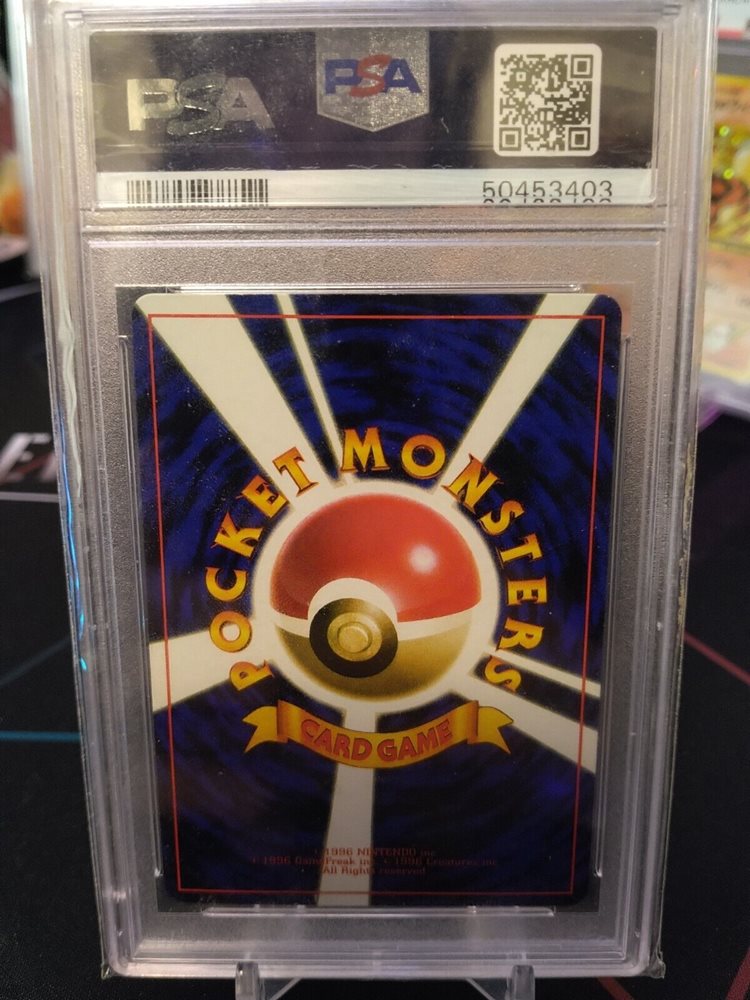 PSA
PSA
50453403
POCKET MONSTERS
CARD GAME
©1996 NINTENDO inc
©1996 GameFreak inc. ©1996 Creatures inc
All Rights reserved